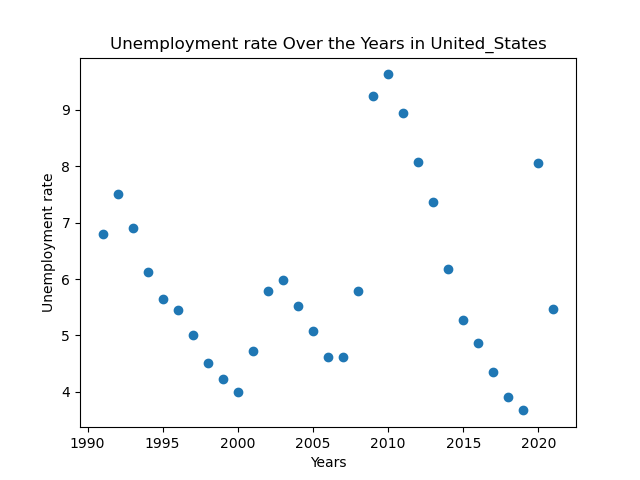 Unemployment rate Over the Years in United_States
9
8
7
6
5
4
Unemployment rate
1990 1995 2000 2005 2010 2015 2020
Years